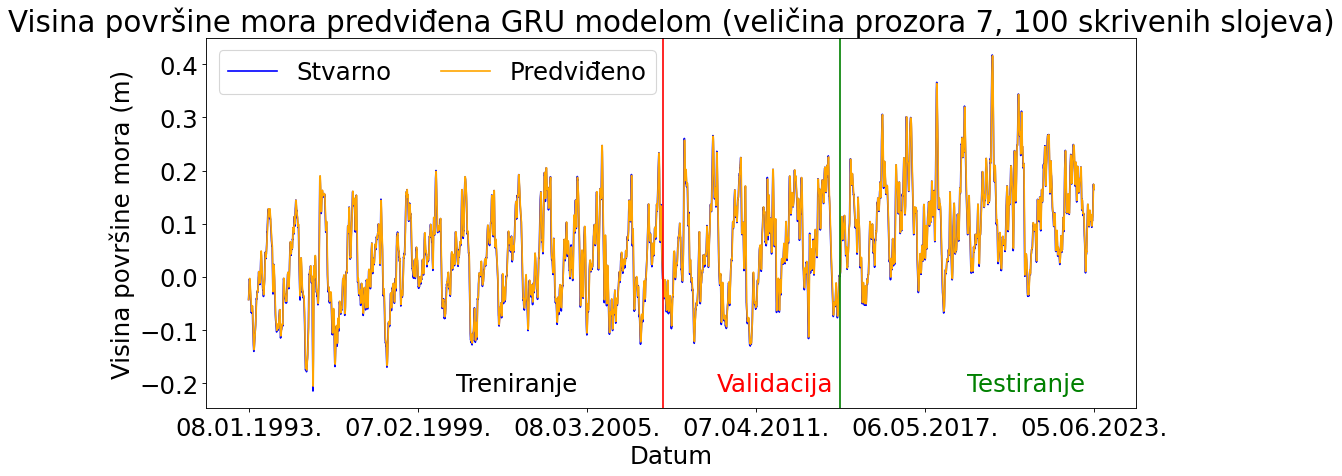 Visina površine mora predviđena GRU modelom (veličina prozora 7, 100 skrivenih slojeva)
Stvarno Predviđeno
Visina površine mora (m)
0.4
0.3
0.2
0.1
0.0
−0.1
−0.2
Treniranje Validacija Testiranje
08.01.1993. 07.02.1999. 08.03.2005. 07.04.2011. 06.05.2017. 05.06.2023.
Datum